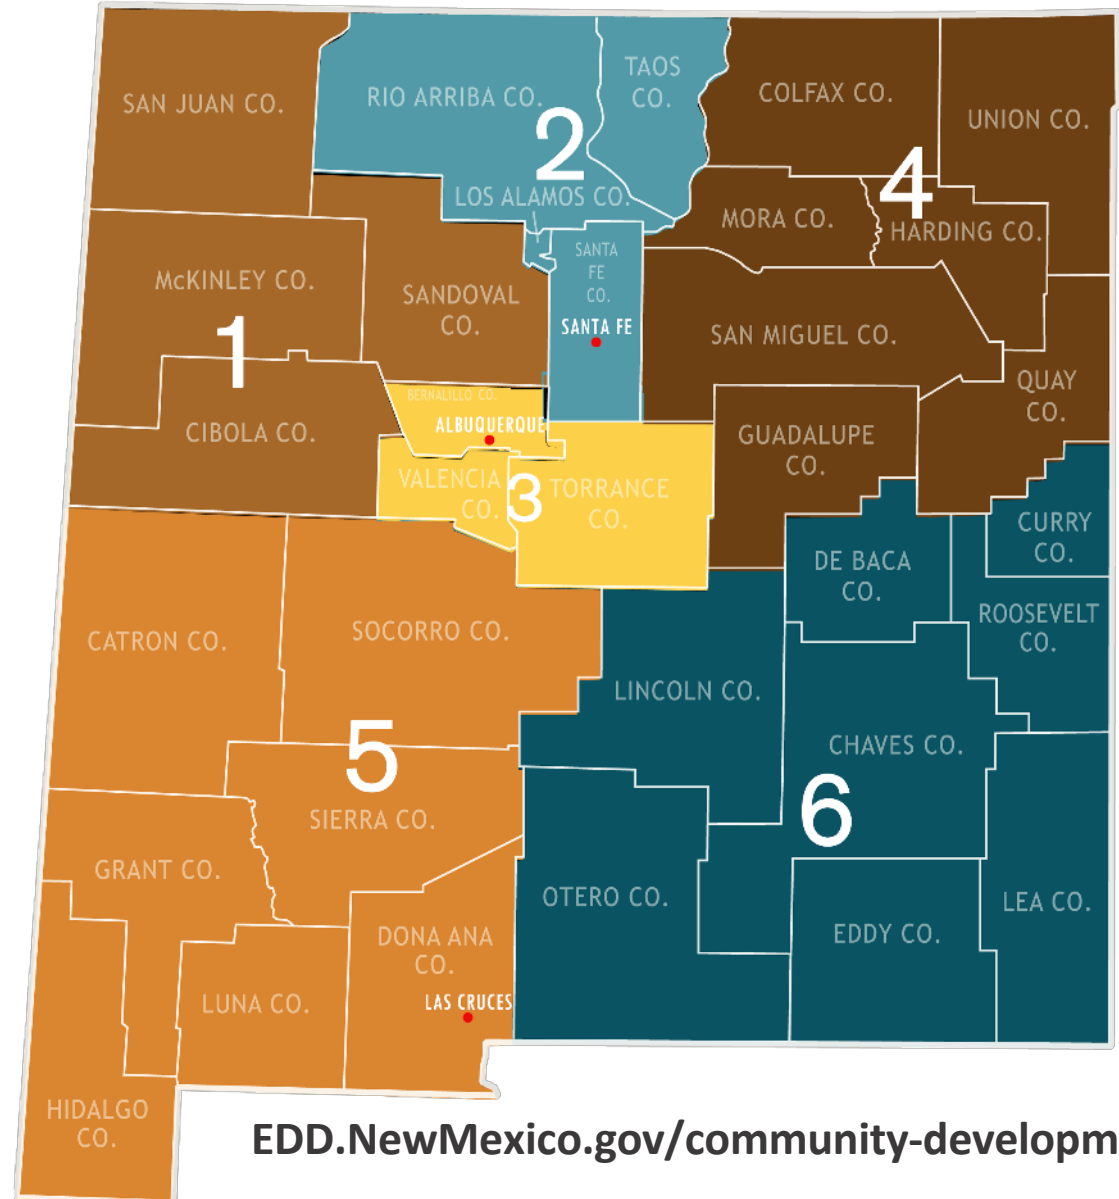 SAN JUAN CO.
RIO ARRIBA CO.
TAOS
CO.
COLFAX CO.
UNION CO.
2
4
LOS ALAMOS CO.
MORA CO.
HARDING CO.
McKINLEY CO.
SANDOVAL
CO.
SANTA
FE
CO.
SANTA FE
SAN MIGUEL CO.
1
QUAY
CO.
CIBOLA CO.
BERNALILLO CO.
ALBUQUERQUE
GUADALUPE
CO.
VALENCIA
CO.
3
TORRANCE
CO.
CURRY
CO.
DE BACA
CO.
ROOSEVELT
CO.
CATRON CO.
SOCORRO CO.
LINCOLN CO.
5
CHAVES CO.
6
SIERRA CO.
GRANT CO.
OTERO CO.
LEA CO.
DONA ANA
CO.
EDDY CO.
LAS CRUCES
LUNA CO.
HIDALGO
CO.
EDD.NewMexico.gov/community-developm